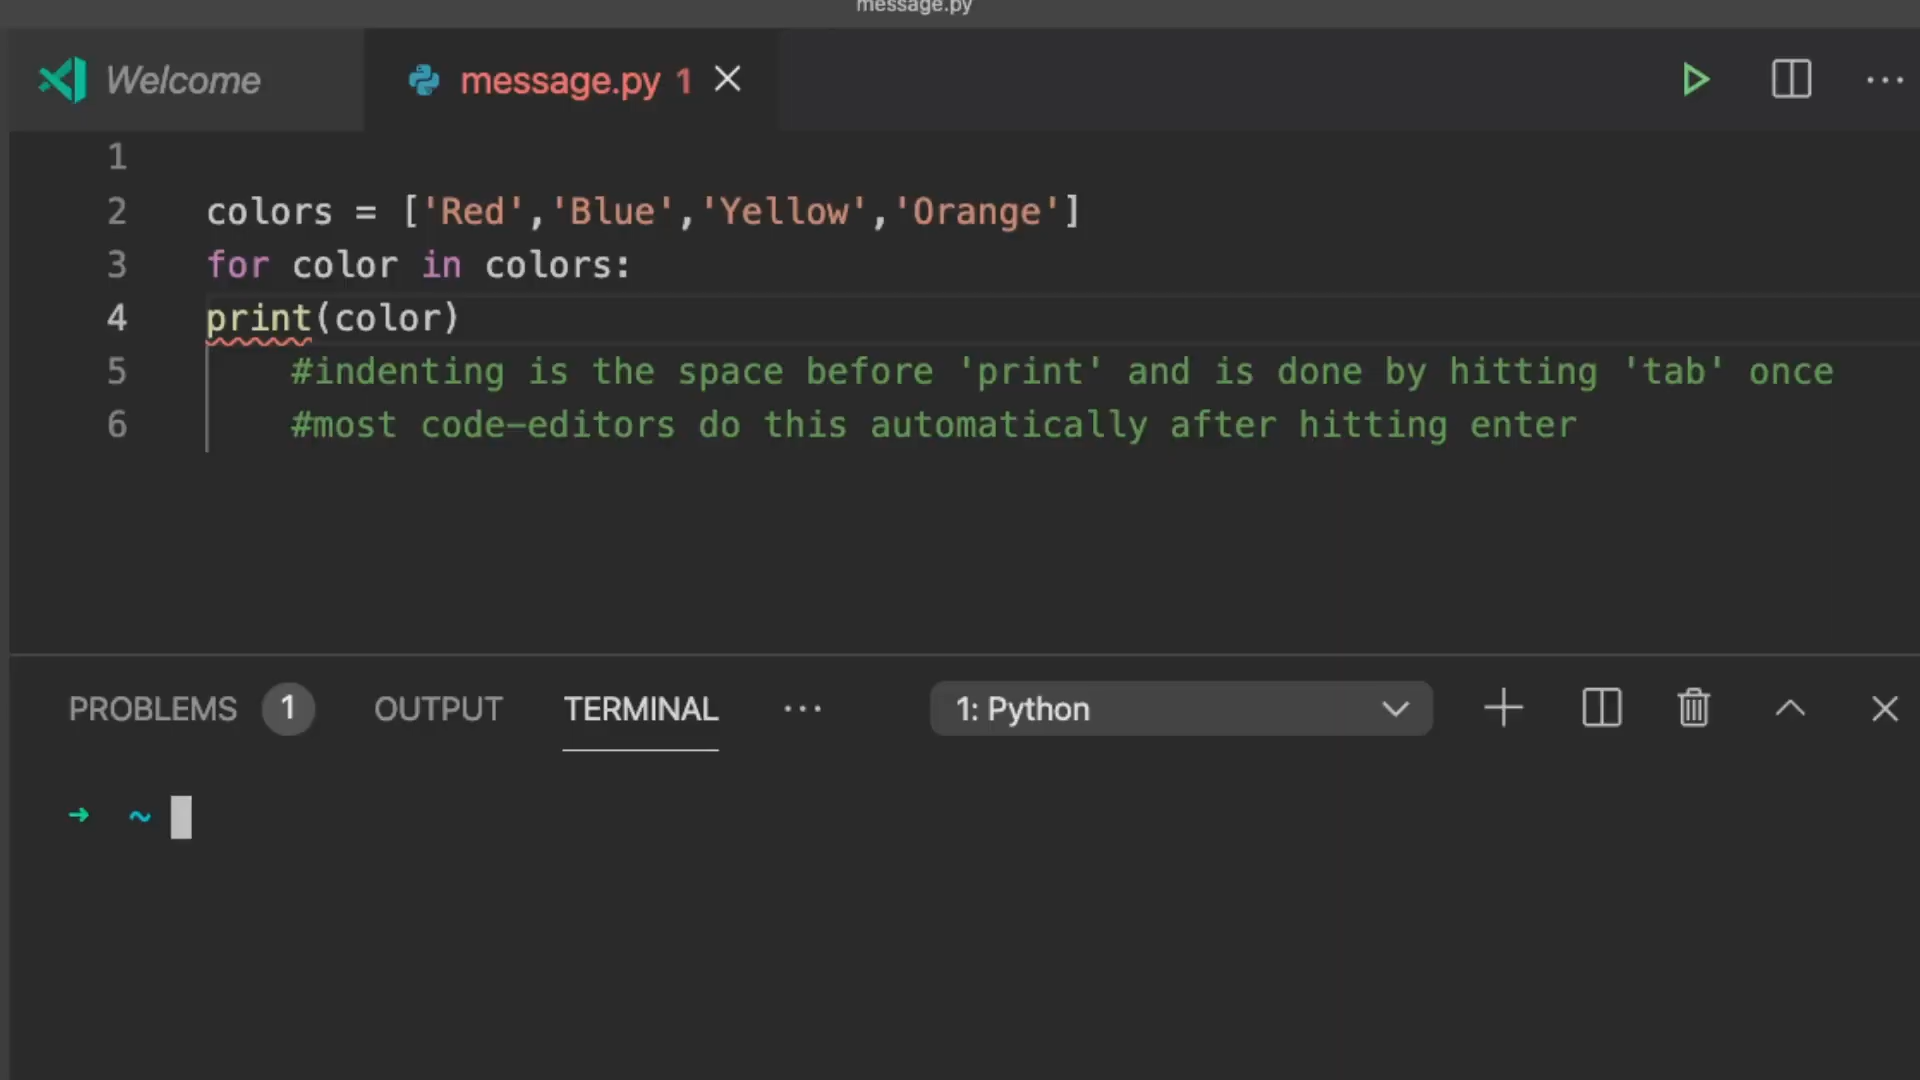 message.py
Welcome
message.py 1
1
2 colors = ['Red','Blue','Yellow','Orange']
3 for color in colors:
4 print(color)
5 #indenting is the space before 'print' and is done by hitting 'tab' once
6 #most code-editors do this automatically after hitting enter
PROBLEMS 1 OUTPUT TERMINAL ··· 1: Python
➜ ~